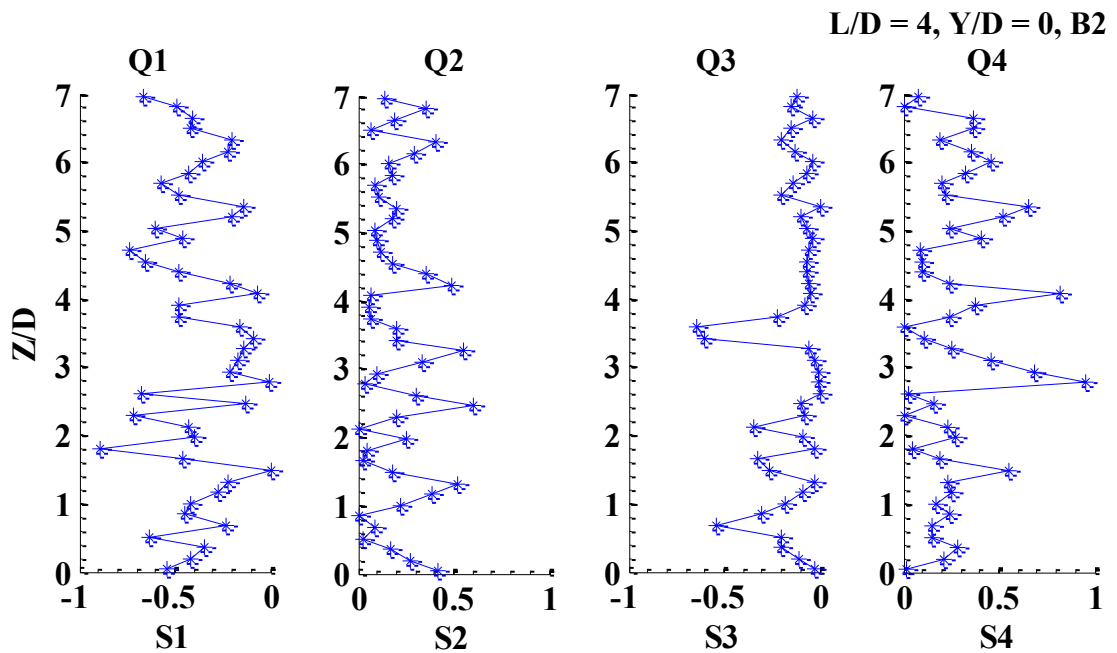 L/D = 4, Y/D = 0, B2
Q1 Q2 Q3 Q4
7 7 7 7
6 6 6 6
5 5 5 5
4 4 4 4
Z/D
3 3 3 3
2 2 2 2
1 1 1 1
0 0 0 0
-1 -0.5 0 0 0.5 1 -1 -0.5 0 0 0.5 1
S1 S2 S3 S4